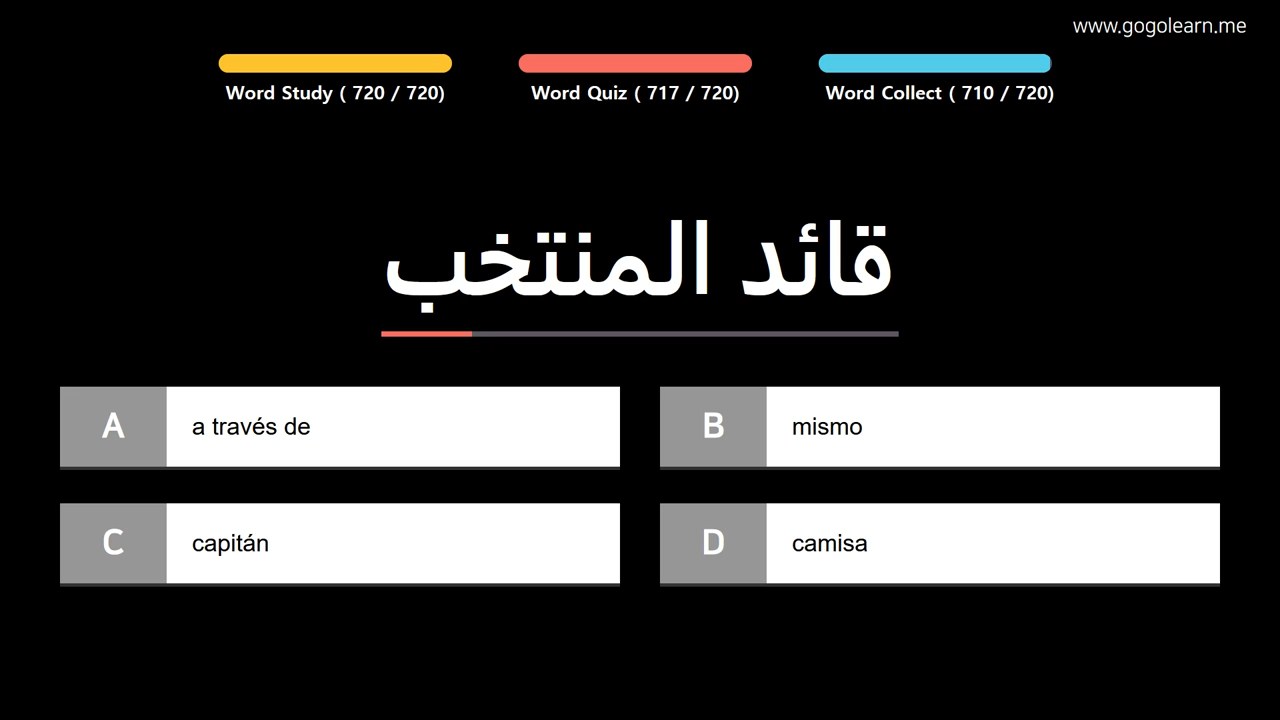 www.gogolearn.me
Word Study ( 720 / 720)
Word Quiz ( 717 / 720)
Word Collect ( 710 / 720)
قائد المنتخب
A
a través de
B
mismo
C
capitán
D
camisa